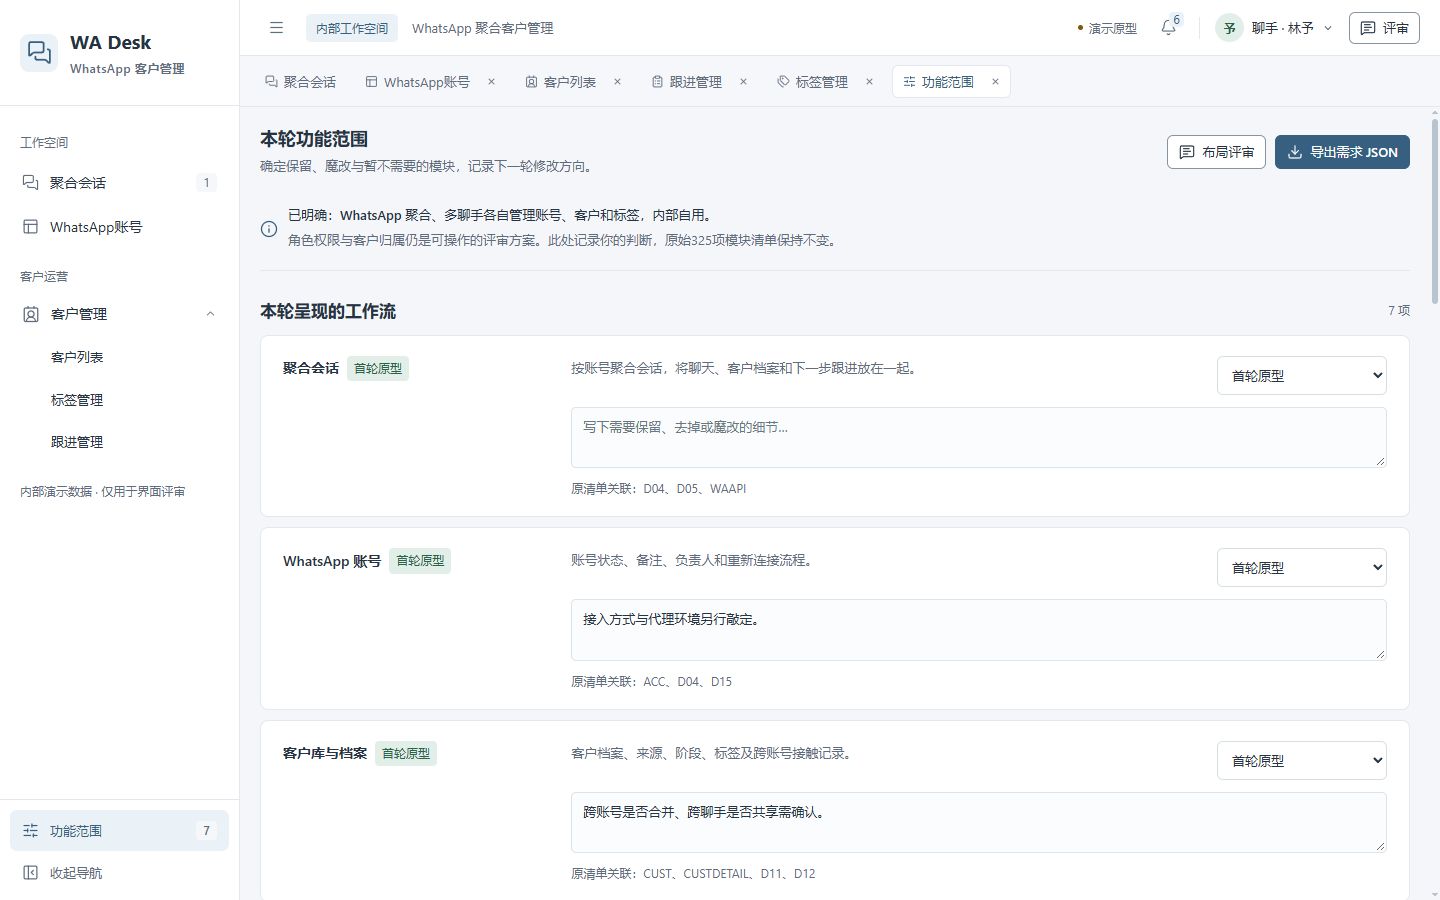 WA Desk
WhatsApp 客户管理
工作空间
聚合会话 1
WhatsApp账号
客户运营
客户管理
客户列表
标签管理
跟进管理
内部演示数据 · 仅用于界面评审
功能范围 7
收起导航
内部工作空间 WhatsApp 聚合客户管理 演示原型 6 予 聊手 · 林予 评审
聚合会话 WhatsApp账号 × 客户列表 × 跟进管理 × 标签管理 × 功能范围 ×
本轮功能范围
确定保留、魔改与暂不需要的模块，记录下一轮修改方向。
布局评审 导出需求 JSON
已明确：WhatsApp 聚合、多聊手各自管理账号、客户和标签，内部自用。
角色权限与客户归属仍是可操作的评审方案。此处记录你的判断，原始325项模块清单保持不变。
本轮呈现的工作流 7 项
聚合会话 首轮原型 按账号聚合会话，将聊天、客户档案和下一步跟进放在一起。 首轮原型
写下需要保留、去掉或魔改的细节...
原清单关联：D04、D05、WAAPI
WhatsApp 账号 首轮原型 账号状态、备注、负责人和重新连接流程。 首轮原型
接入方式与代理环境另行敲定。
原清单关联：ACC、D04、D15
客户库与档案 首轮原型 客户档案、来源、阶段、标签及跨账号接触记录。 首轮原型
跨账号是否合并、跨聊手是否共享需确认。
原清单关联：CUST、CUSTDETAIL、D11、D12